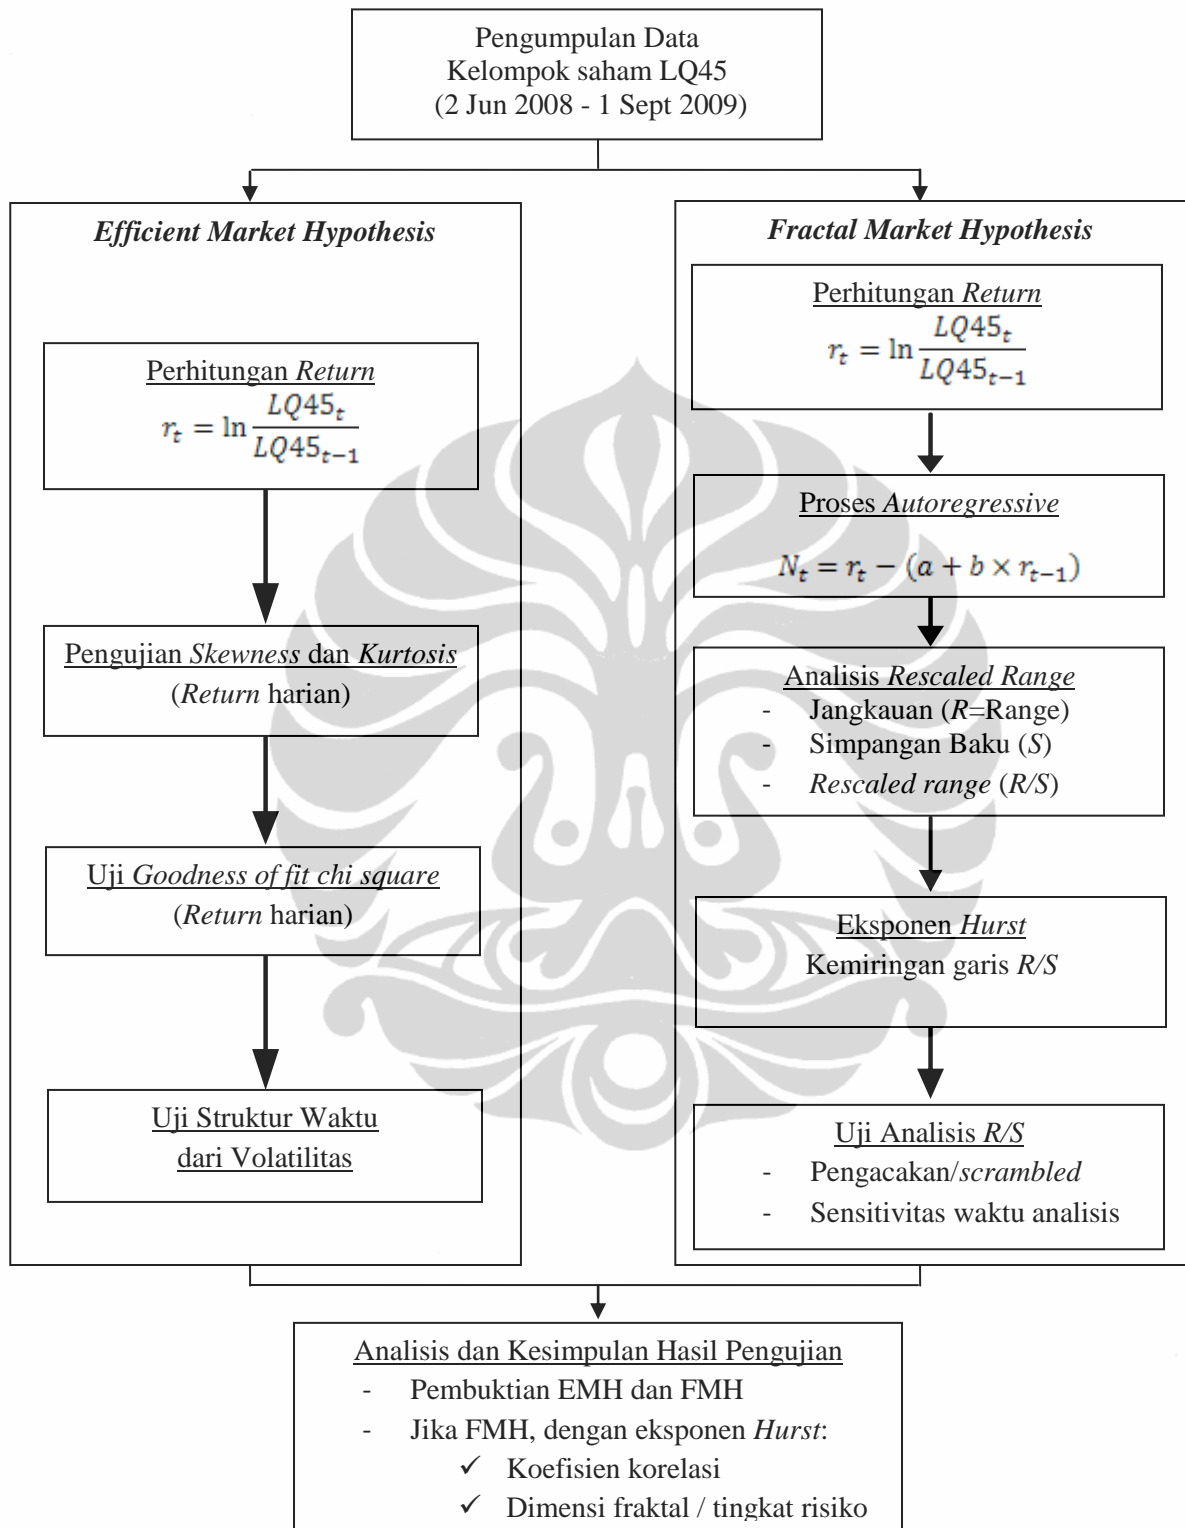 Pengumpulan Data
Kelompok saham LQ45
(2 Jun 2008 - 1 Sept 2009)
Efficient Market Hypothesis
Perhitungan Return
r_t = ln LQ45_t / LQ45_{t-1}
Pengujian Skewness dan Kurtosis
(Return harian)
Uji Goodness of fit chi square
(Return harian)
Uji Struktur Waktu
dari Volatilitas
Fractal Market Hypothesis
Perhitungan Return
r_t = ln LQ45_t / LQ45_{t-1}
Proses Autoregressive
N_t = r_t − (a + b × r_{t-1})
Analisis Rescaled Range
- Jangkauan (R=Range)
- Simpangan Baku (S)
- Rescaled range (R/S)
Eksponen Hurst
Kemiringan garis R/S
Uji Analisis R/S
- Pengacakan/scrambled
- Sensitivitas waktu analisis
Analisis dan Kesimpulan Hasil Pengujian
- Pembuktian EMH dan FMH
- Jika FMH, dengan eksponen Hurst:
✓ Koefisien korelasi
✓ Dimensi fraktal / tingkat risiko